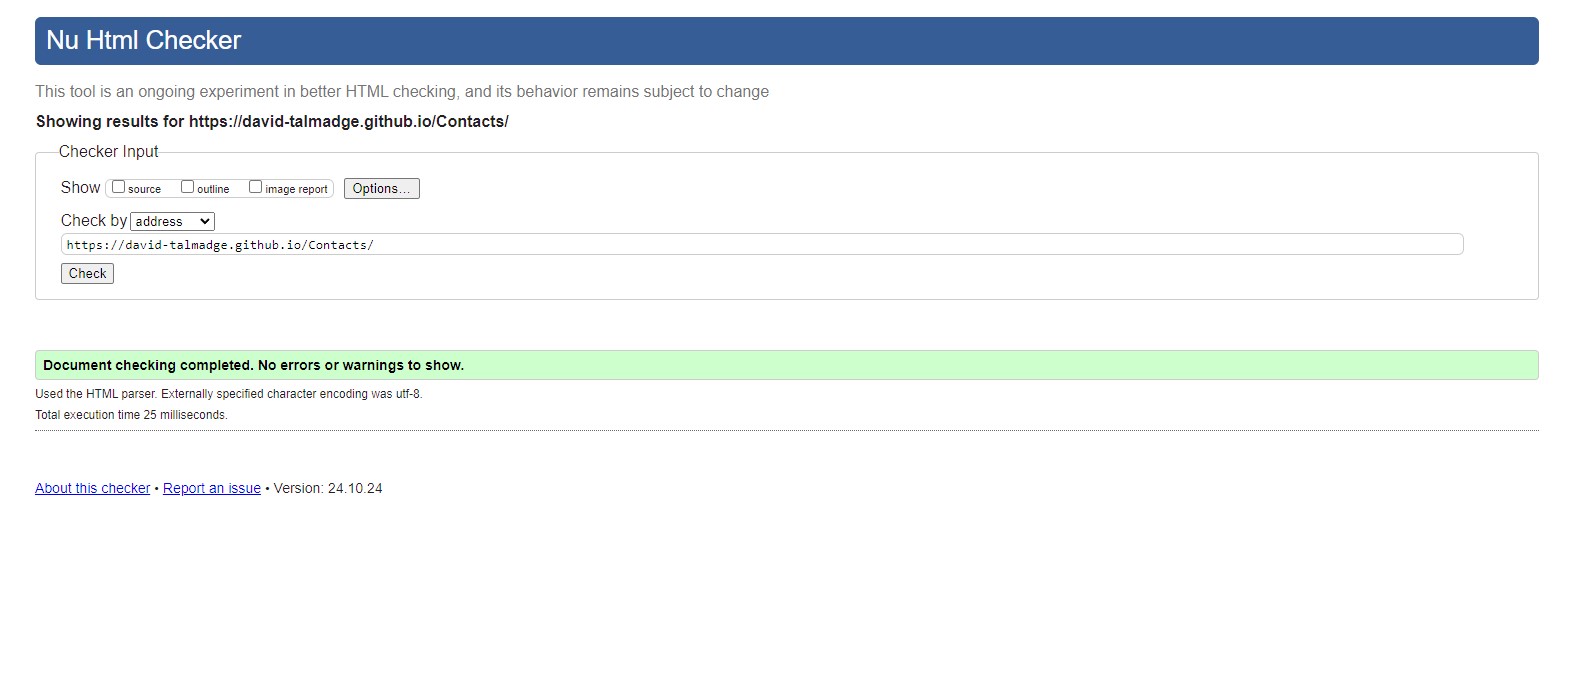 Nu Html Checker
This tool is an ongoing experiment in better HTML checking, and its behavior remains subject to change
Showing results for https://david-talmadge.github.io/Contacts/
Checker Input
Show source outline image report Options...
Check by address
https://david-talmadge.github.io/Contacts/
Check
Document checking completed. No errors or warnings to show.
Used the HTML parser. Externally specified character encoding was utf-8.
Total execution time 25 milliseconds.
About this checker • Report an issue • Version: 24.10.24